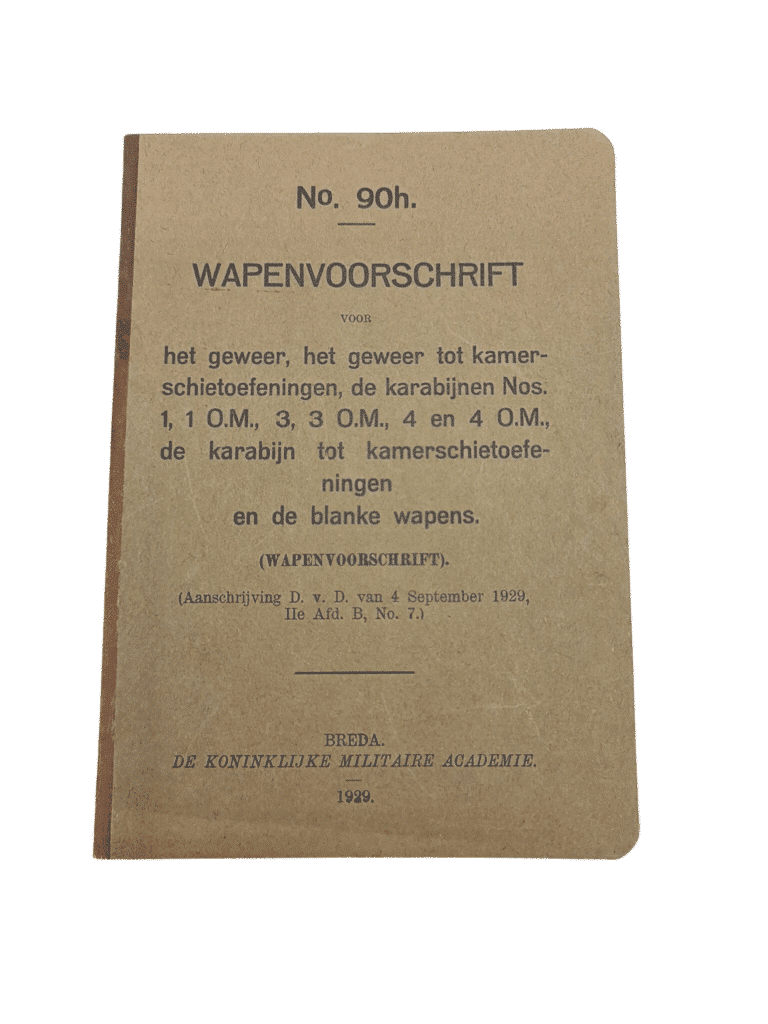 No. 90h.
WAPENVOORSCHRIFT
VOOR
het geweer, het geweer tot kamer-
schietoefeningen, de karabijnen Nos.
1, 1 O.M., 3, 3 O.M., 4 en 4 O.M.,
de karabijn tot kamerschietoefe-
ningen
en de blanke wapens.
(WAPENVOORSCHRIFT).
(Aanschrijving D. v. D. van 4 September 1929,
IIe Afd. B, No. 7.)
BREDA.
DE KONINKLIJKE MILITAIRE ACADEMIE.
1929.